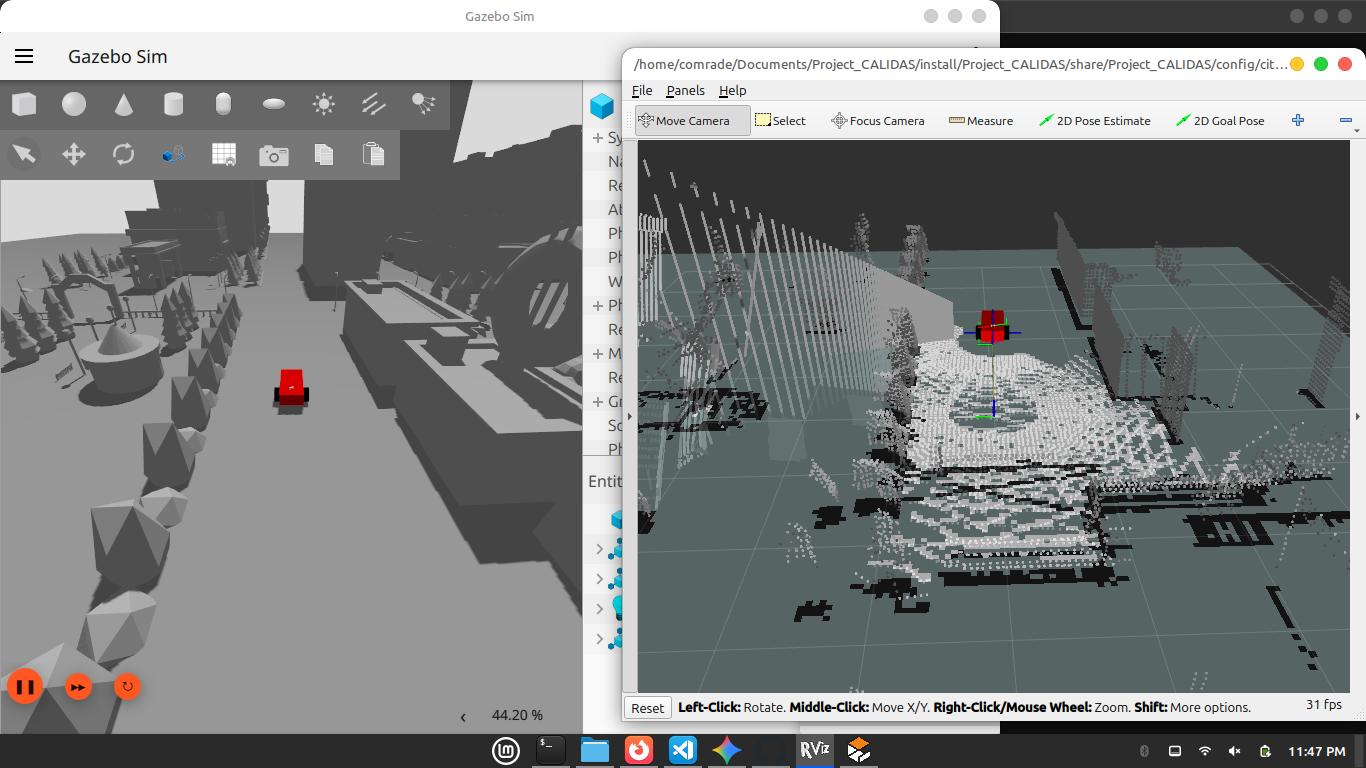 Gazebo Sim
Gazebo Sim
/home/comrade/Documents/Project_CALIDAS/install/Project_CALIDAS/share/Project_CALIDAS/config/cit...
File Panels Help
Move Camera Select Focus Camera Measure 2D Pose Estimate 2D Goal Pose
Sy
Na
Re
Ab
Ph
Ph
W
Ph
Re
M
Re
Gr
Sc
Ph
Entit
44.20 %
Reset Left-Click: Rotate. Middle-Click: Move X/Y. Right-Click/Mouse Wheel: Zoom. Shift: More options. 31 fps
RViz
11:47 PM